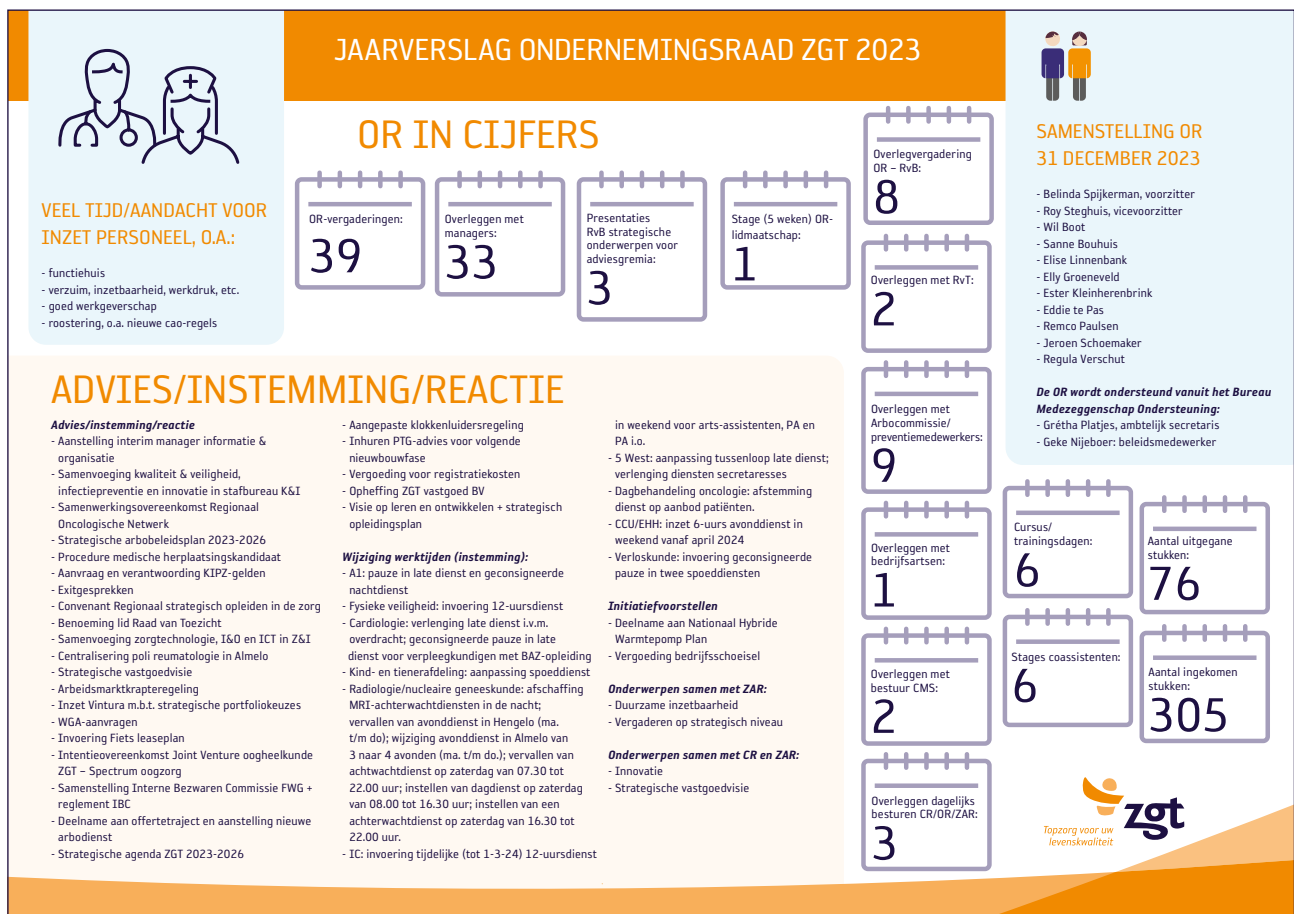 JAARVERSLAG ONDERNEMINGSRAAD ZGT 2023
VEEL TIJD/AANDACHT VOOR
INZET PERSONEEL, O.A.:
- functiehuis
- verzuim, inzetbaarheid, werkdruk, etc.
- goed werkgeverschap
- roostering, o.a. nieuwe cao-regels
OR IN CIJFERS
OR-vergaderingen:
39
Overleggen met
managers:
33
Presentaties
RvB strategische
onderwerpen voor
adviesgremia:
3
Stage (5 weken) OR-
lidmaatschap:
1
Overlegvergadering
OR – RvB:
8
Overleggen met RvT:
2
Overleggen met
Arbocommissie/
preventiemedewerkers:
9
Overleggen met
bedrijfsartsen:
1
Overleggen met
bestuur CMS:
2
Overleggen dagelijks
besturen CR/OR/ZAR:
3
SAMENSTELLING OR
31 DECEMBER 2023
- Belinda Spijkerman, voorzitter
- Roy Steghuis, vicevoorzitter
- Wil Boot
- Sanne Bouhuis
- Elise Linnenbank
- Elly Groeneveld
- Ester Kleinherenbrink
- Eddie te Pas
- Remco Paulsen
- Jeroen Schoemaker
- Regula Verschut
De OR wordt ondersteund vanuit het Bureau
Medezeggenschap Ondersteuning:
- Grétha Platjes, ambtelijk secretaris
- Geke Nijeboer: beleidsmedewerker
Cursus/
trainingsdagen:
6
Aantal uitgegane
stukken:
76
Stages coassistenten:
6
Aantal ingekomen
stukken:
305
ADVIES/INSTEMMING/REACTIE
Advies/instemming/reactie
- Aanstelling interim manager informatie &
organisatie
- Samenvoeging kwaliteit & veiligheid,
infectiepreventie en innovatie in stafbureau K&I
- Samenwerkingsovereenkomst Regionaal
Oncologische Netwerk
- Strategische arbobeleidsplan 2023-2026
- Procedure medische herplaatsingskandidaat
- Aanvraag en verantwoording KIPZ-gelden
- Exitgesprekken
- Convenant Regionaal strategisch opleiden in de zorg
- Benoeming lid Raad van Toezicht
- Samenvoeging zorgtechnologie, I&O en ICT in Z&I
- Centralisering poli reumatologie in Almelo
- Strategische vastgoedvisie
- Arbeidsmarktkrapteregeling
- Inzet Vintura m.b.t. strategische portfoliokeuzes
- WGA-aanvragen
- Invoering Fiets leaseplan
- Intentieovereenkomst Joint Venture oogheelkunde
ZGT – Spectrum oogzorg
- Samenstelling Interne Bezwaren Commissie FWG +
reglement IBC
- Deelname aan offertetraject en aanstelling nieuwe
arbodienst
- Strategische agenda ZGT 2023-2026
- Aangepaste klokkenluidersregeling
- Inhuren PTG-advies voor volgende
nieuwbouwfase
- Vergoeding voor registratiekosten
- Opheffing ZGT vastgoed BV
- Visie op leren en ontwikkelen + strategisch
opleidingsplan
Wijziging werktijden (instemming):
- A1: pauze in late dienst en geconsigneerde
nachtdienst
- Fysieke veiligheid: invoering 12-uursdienst
- Cardiologie: verlenging late dienst i.v.m.
overdracht; geconsigneerde pauze in late
dienst voor verpleegkundigen met BAZ-opleiding
- Kind- en tienerafdeling: aanpassing spoeddienst
- Radiologie/nucleaire geneeskunde: afschaffing
MRI-achterwachtdiensten in de nacht;
vervallen van avonddienst in Hengelo (ma.
t/m do); wijziging avonddienst in Almelo van
3 naar 4 avonden (ma. t/m do.); vervallen van
achtwachtdienst op zaterdag van 07.30 tot
22.00 uur; instellen van dagdienst op zaterdag
van 08.00 tot 16.30 uur; instellen van een
achterwachtdienst op zaterdag van 16.30 tot
22.00 uur.
- IC: invoering tijdelijke (tot 1-3-24) 12-uursdienst
in weekend voor arts-assistenten, PA en
PA i.o.
- 5 West: aanpassing tussenloop late dienst;
verlenging diensten secretaresses
- Dagbehandeling oncologie: afstemming
dienst op aanbod patiënten.
- CCU/EHH: inzet 6-uurs avonddienst in
weekend vanaf april 2024
- Verloskunde: invoering geconsigneerde
pauze in twee spoeddiensten
Initiatiefvoorstellen
- Deelname aan Nationaal Hybride
Warmtepomp Plan
- Vergoeding bedrijfsschoeisel
Onderwerpen samen met ZAR:
- Duurzame inzetbaarheid
- Vergaderen op strategisch niveau
Onderwerpen samen met CR en ZAR:
- Innovatie
- Strategische vastgoedvisie
zgt
Topzorg voor uw
levenskwaliteit